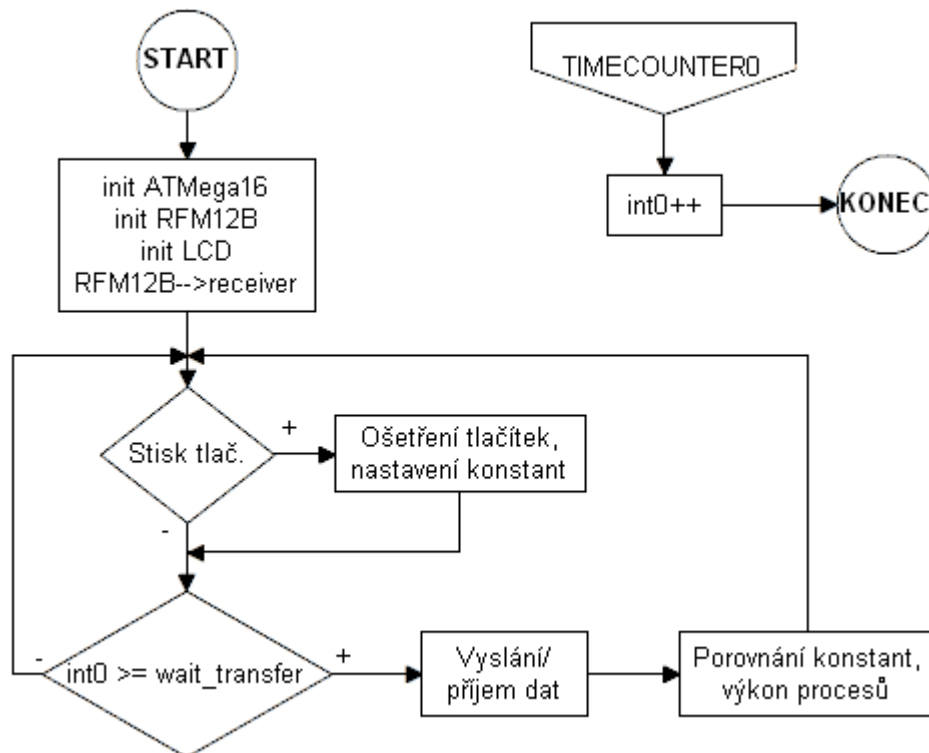 START
TIMECOUNTER0
init ATMega16
init RFM12B
init LCD
RFM12B-->receiver
int0++
KONEC
Stisk tlač.
+
-
Ošetření tlačítek,
nastavení konstant
int0 >= wait_transfer
-
+
Vyslání/
příjem dat
Porovnání konstant,
výkon procesů